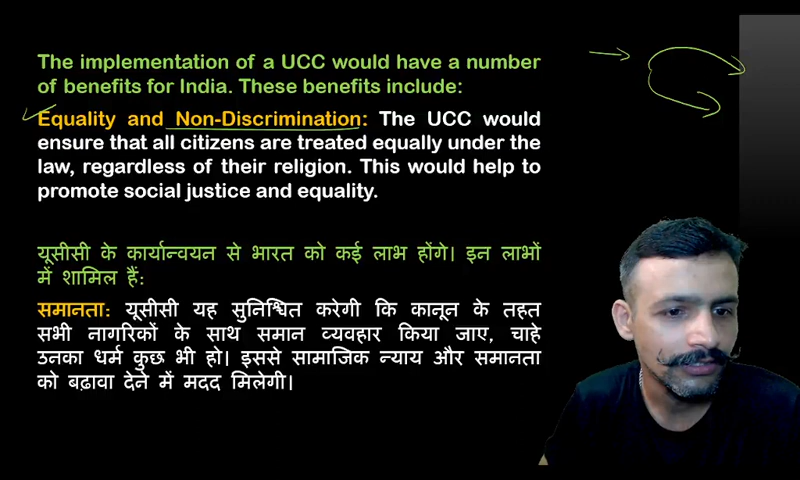 The implementation of a UCC would have a number
of benefits for India. These benefits include:
Equality and Non-Discrimination: The UCC would
ensure that all citizens are treated equally under the
law, regardless of their religion. This would help to
promote social justice and equality.
यूसीसी के कार्यान्वयन से भारत को कई लाभ होंगे। इन लाभों
में शामिल हैं:
समानता: यूसीसी यह सुनिश्चित करेगी कि कानून के तहत
सभी नागरिकों के साथ समान व्यवहार किया जाए, चाहे
उनका धर्म कुछ भी हो। इससे सामाजिक न्याय और समानता
को बढ़ावा देने में मदद मिलेगी।